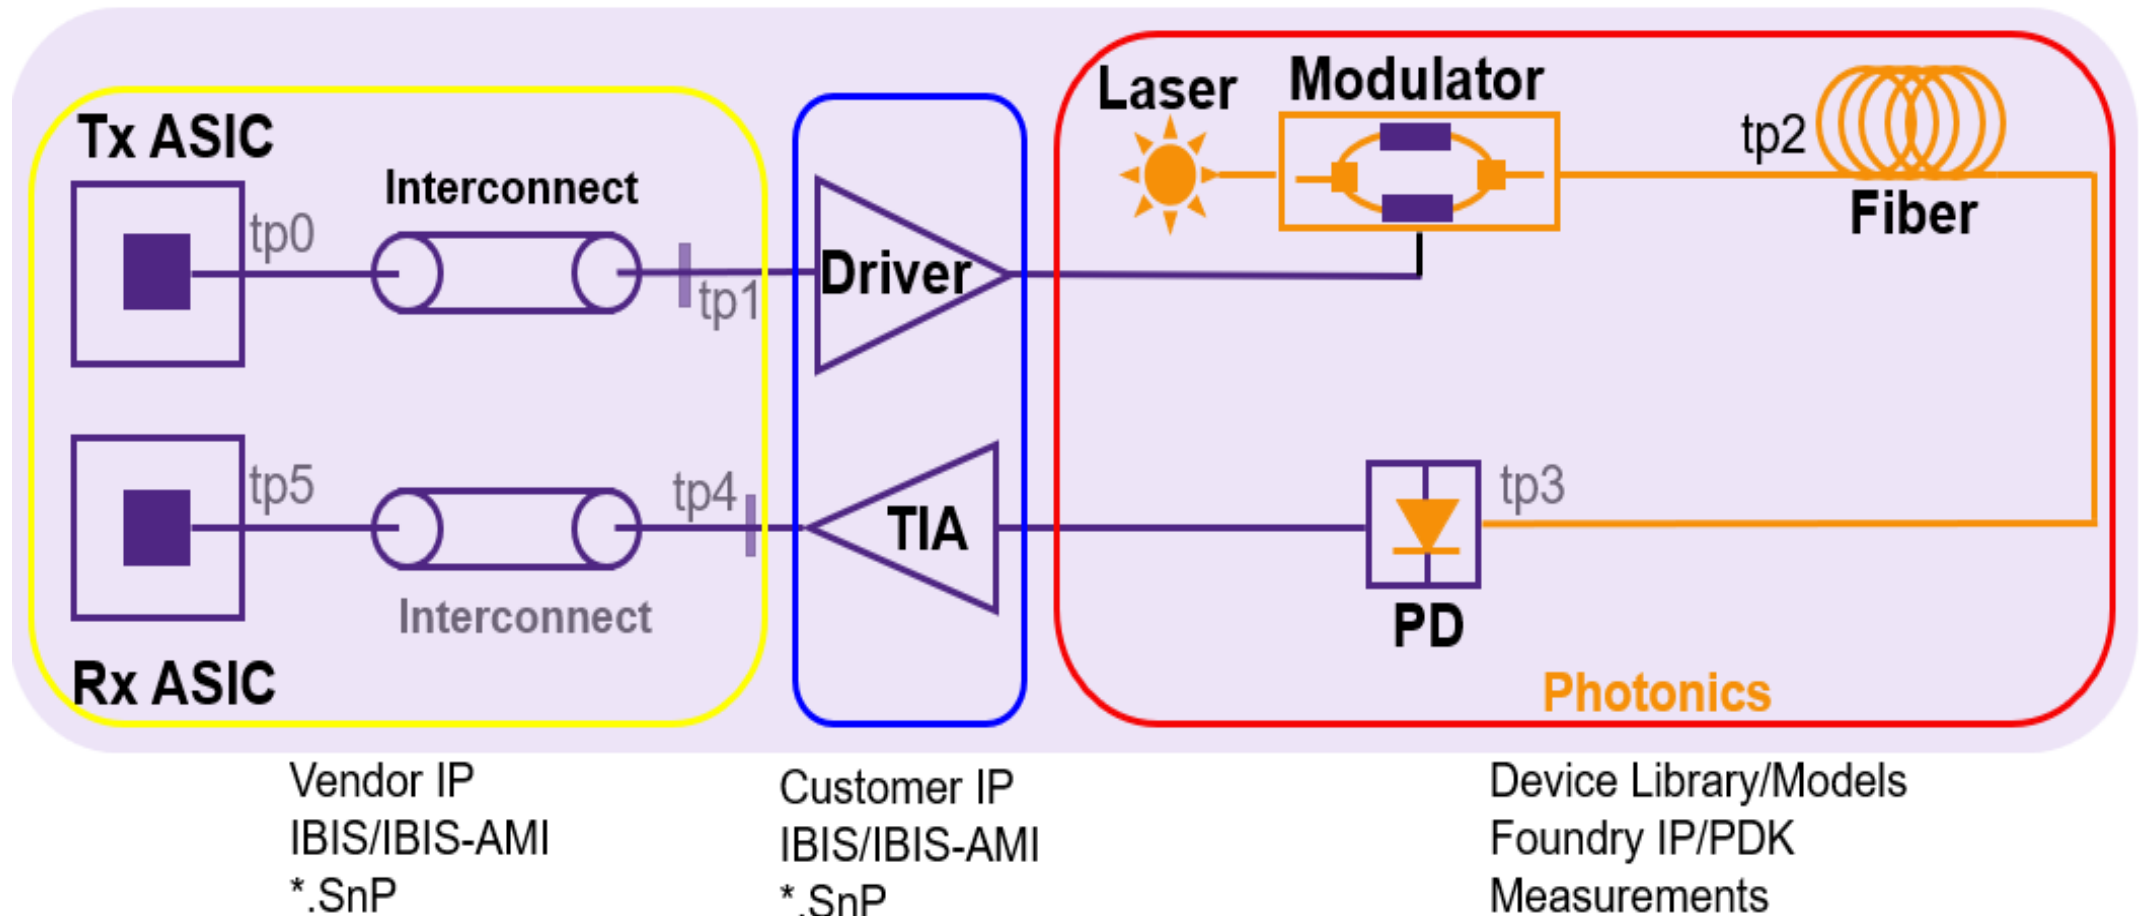 Tx ASIC
tp0
Interconnect
tp1
Driver
Laser
Modulator
tp2
Fiber
Rx ASIC
tp5
Interconnect
tp4
TIA
PD
tp3
Photonics
Vendor IP
IBIS/IBIS-AMI
*.SnP
Customer IP
IBIS/IBIS-AMI
*.SnP
Device Library/Models
Foundry IP/PDK
Measurements